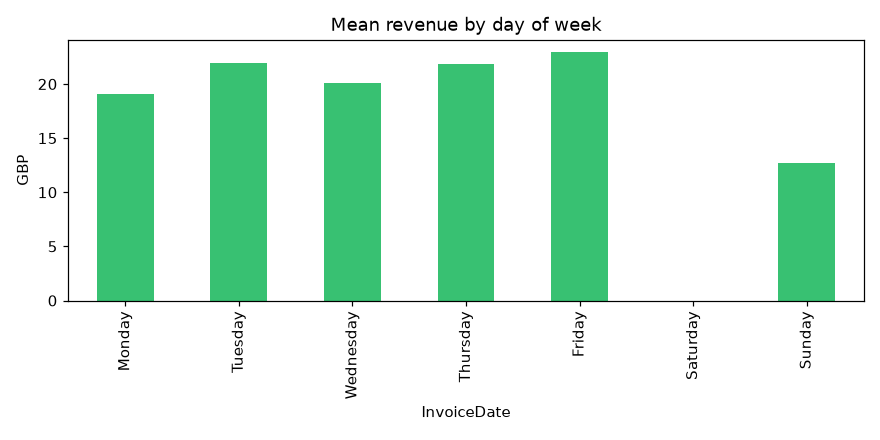 Mean revenue by day of week
GBP
20
15
10
5
0
Monday
Tuesday
Wednesday
Thursday
Friday
Saturday
Sunday
InvoiceDate